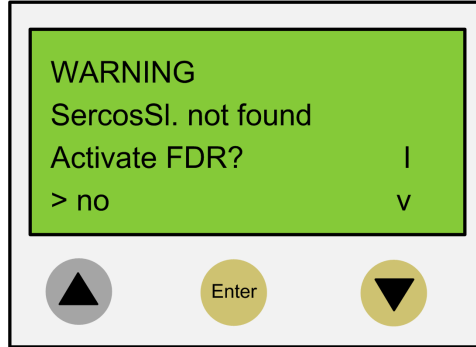 WARNING
SercosSl. not found
Activate FDR? I
> no v
Enter